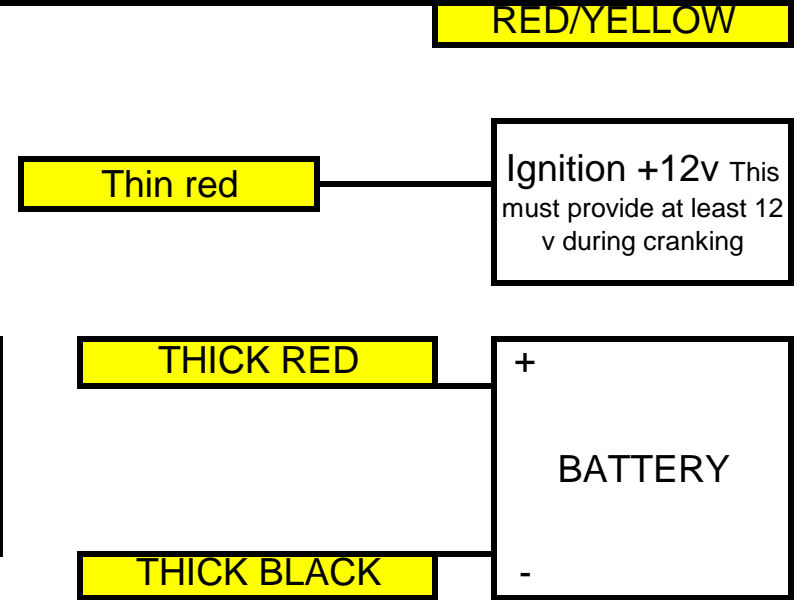 RED/YELLOW
Thin red
Ignition +12v This
must provide at least 12
v during cranking
THICK RED
+
BATTERY
THICK BLACK
-